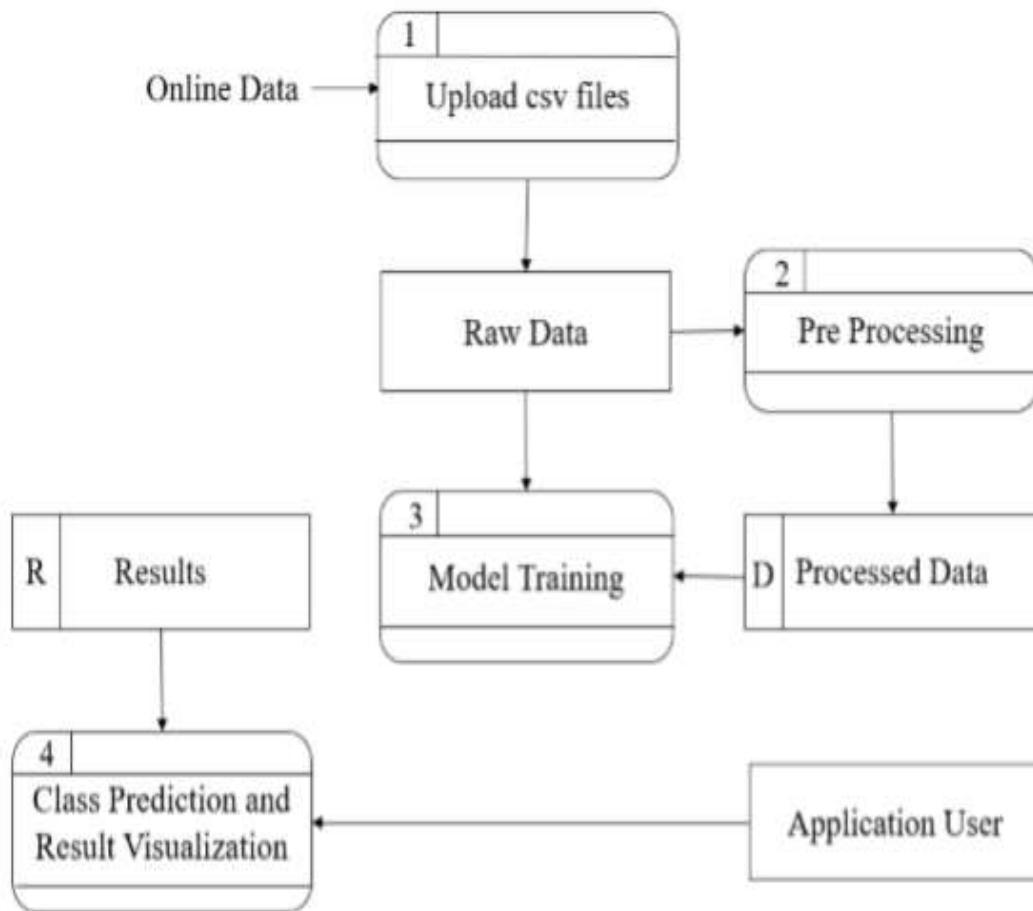 1
Online Data
Upload csv files
2
Raw Data
Pre Processing
3
R
Results
Model Training
D
Processed Data
4
Class Prediction and
Result Visualization
Application User